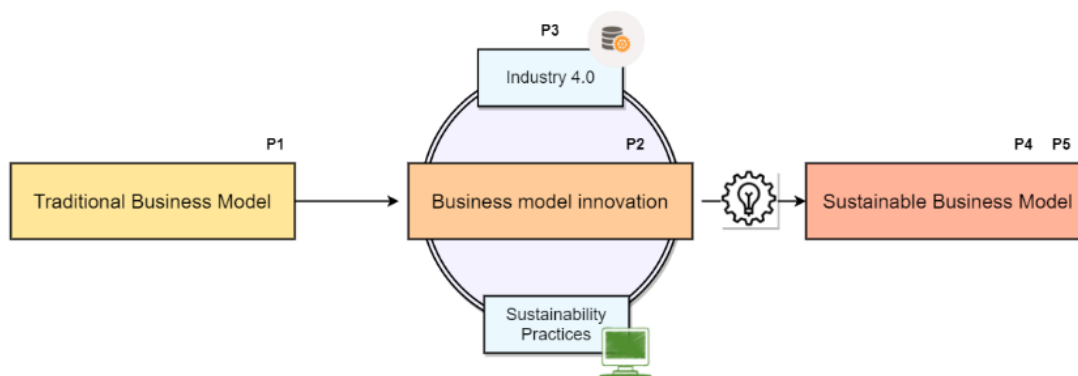 P3
Industry 4.0
P1
P2
P4 P5
Traditional Business Model
Business model innovation
Sustainable Business Model
Sustainability
Practices